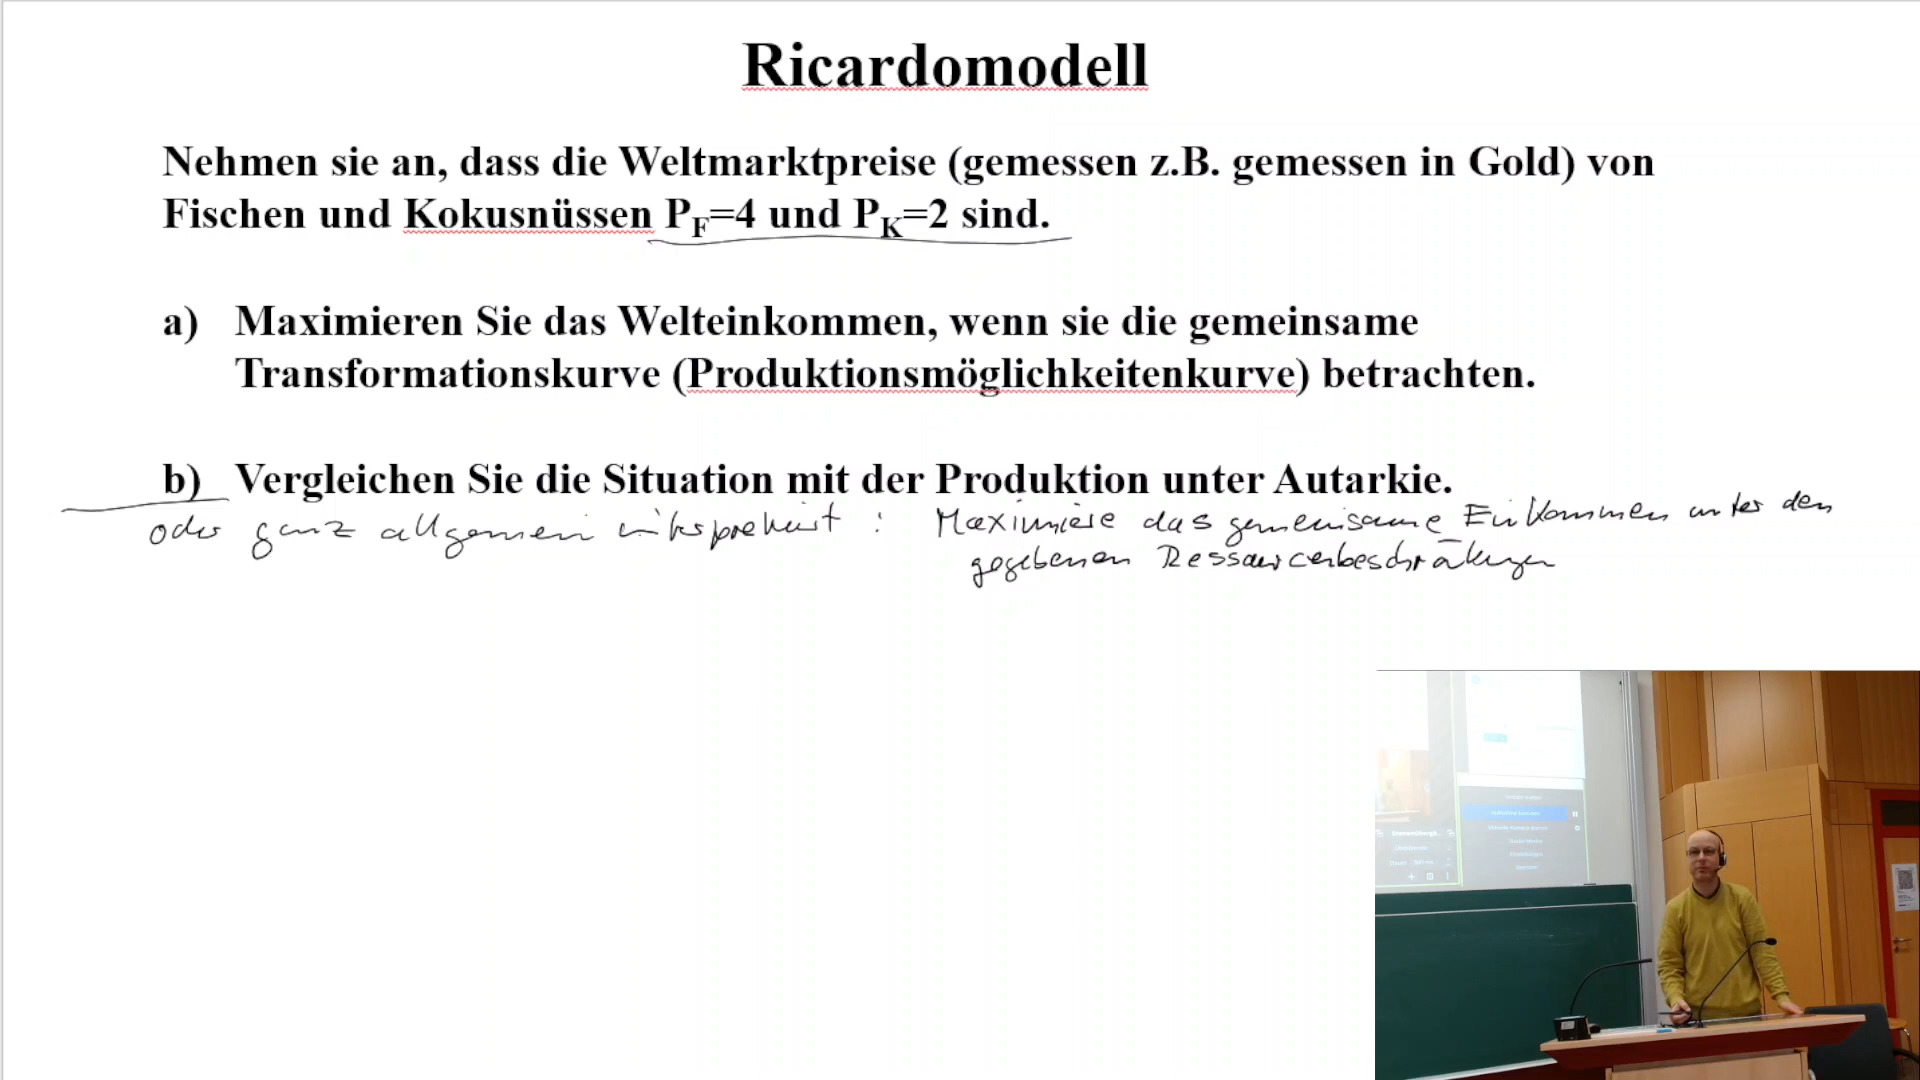 Ricardomodell
Nehmen sie an, dass die Weltmarktpreise (gemessen z.B. gemessen in Gold) von
Fischen und Kokusnüssen P_F=4 und P_K=2 sind.
a) Maximieren Sie das Welteinkommen, wenn sie die gemeinsame
Transformationskurve (Produktionsmöglichkeitenkurve) betrachten.
b) Vergleichen Sie die Situation mit der Produktion unter Autarkie.
oder ganz allgemein interpretiert : Maximiere das gemeinsame Einkommen unter den
gegebenen Ressourcenbeschränkungen